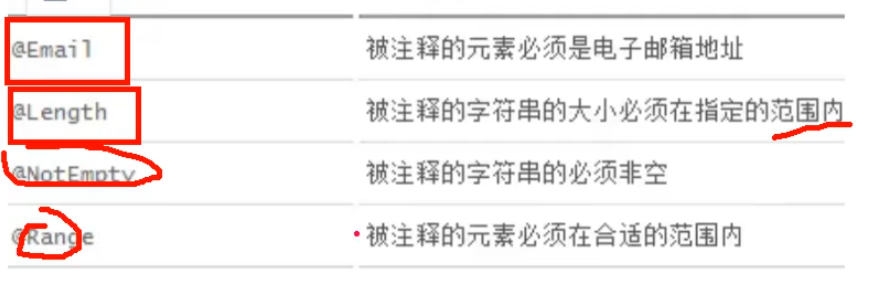 @Email 被注释的元素必须是电子邮箱地址
@Length 被注释的字符串的大小必须在指定的范围内
@NotEmpty 被注释的字符串的必须非空
@Range 被注释的元素必须在合适的范围内